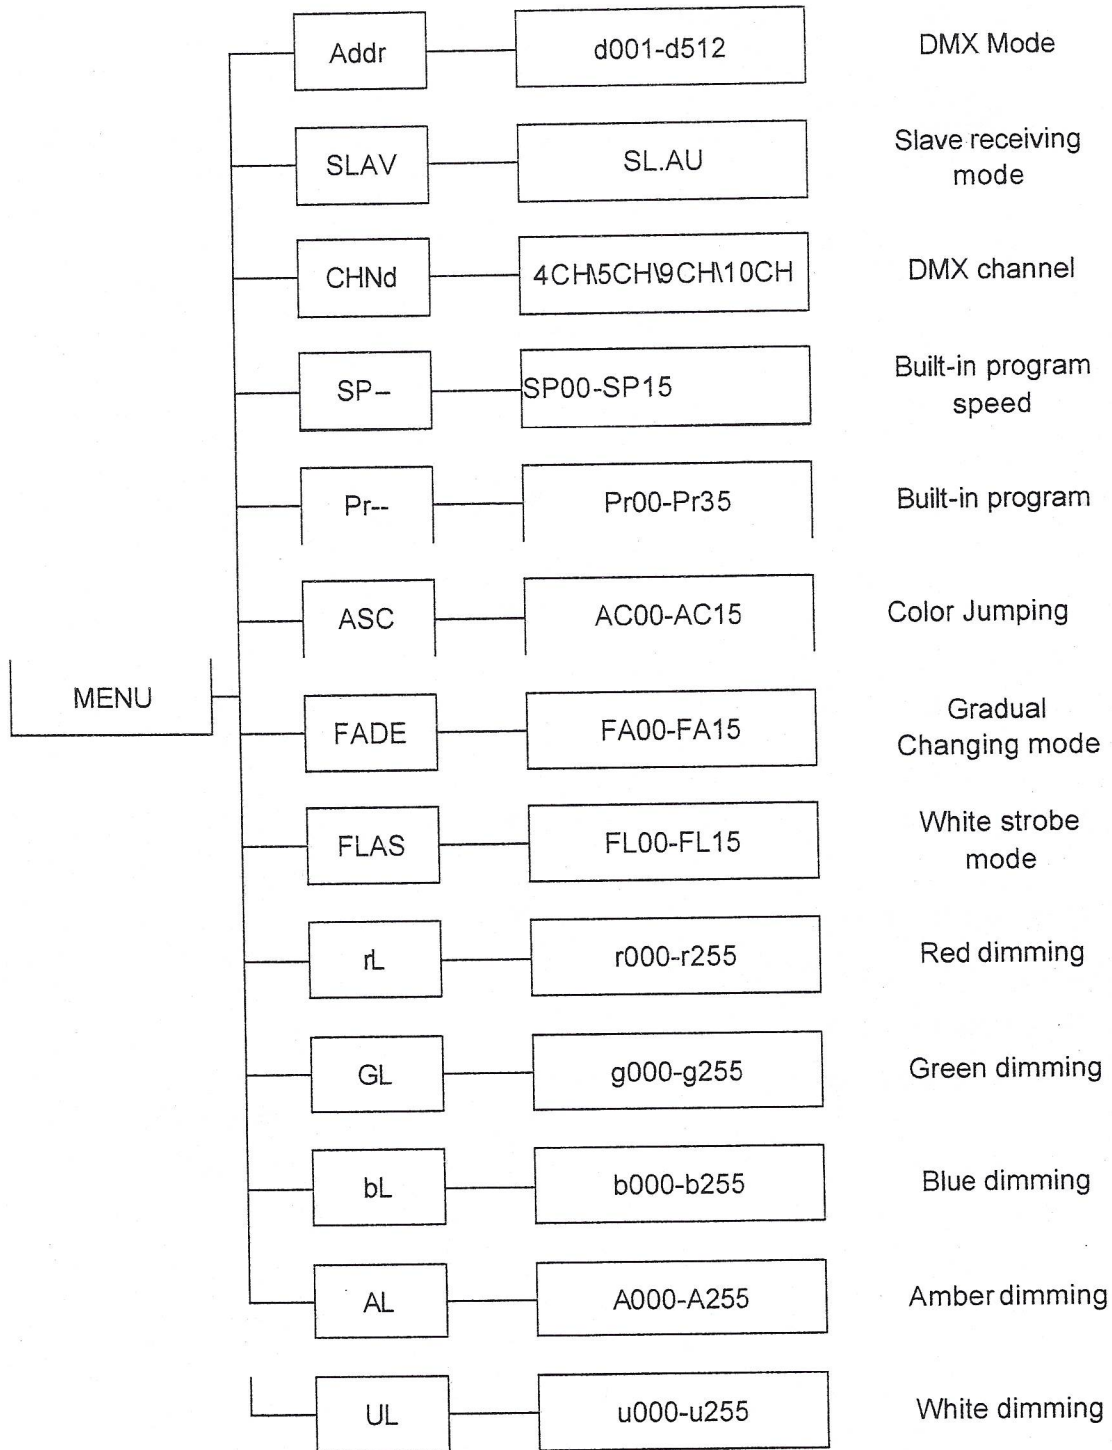 Addr d001-d512 DMX Mode
SLAV SL.AU Slave receiving
mode
CHNd 4CH\5CH\9CH\10CH DMX channel
SP– SP00-SP15 Built-in program
speed
Pr-- Pr00-Pr35 Built-in program
ASC AC00-AC15 Color Jumping
MENU
FADE FA00-FA15 Gradual
Changing mode
FLAS FL00-FL15 White strobe
mode
rL r000-r255 Red dimming
GL g000-g255 Green dimming
bL b000-b255 Blue dimming
AL A000-A255 Amber dimming
UL u000-u255 White dimming